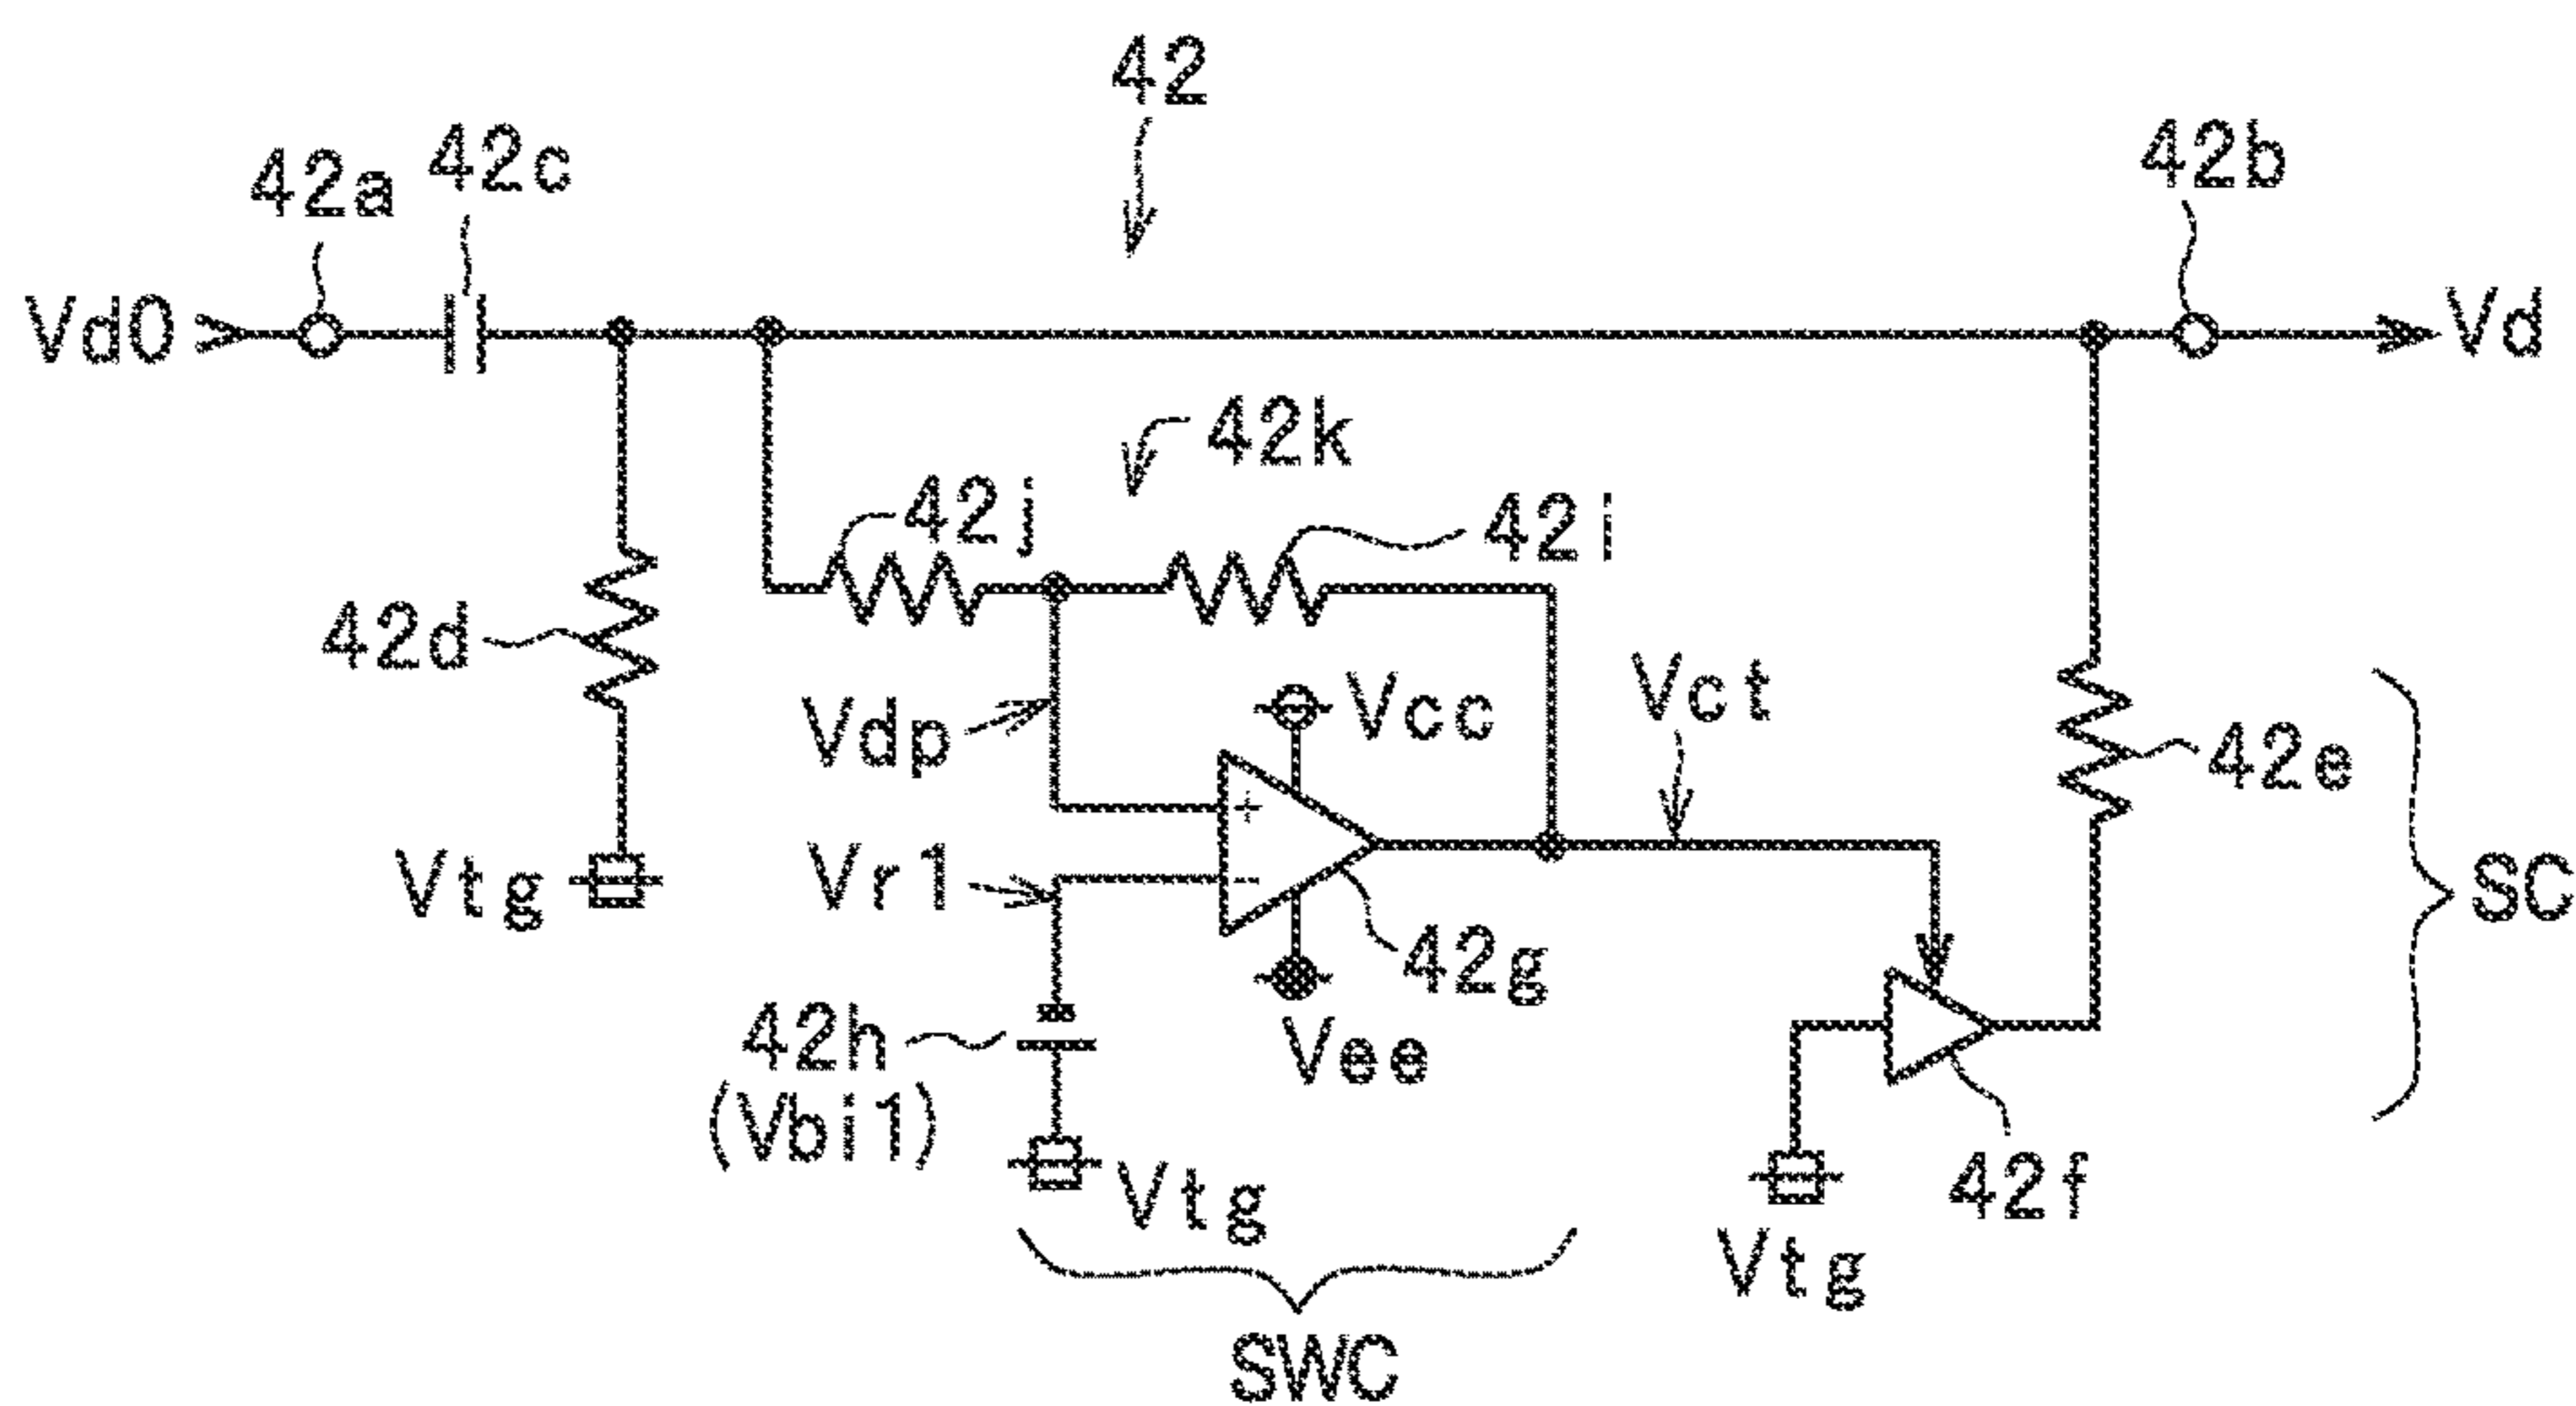 42
42a
42c
42b
Vd0
Vd
42k
42j
42i
42d
Vdp
Vcc
Vct
42e
+
Vtg
Vr1
-
SC
42g
42h
Vee
(Vbi1)
Vtg
42f
Vtg
SWC